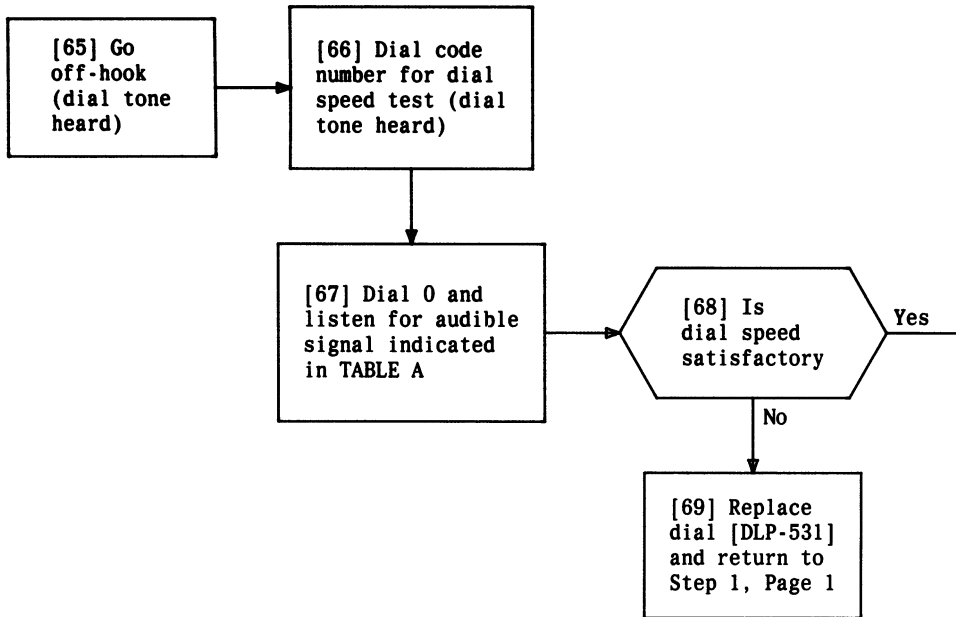 [65] Go
off-hook
(dial tone
heard)
[66] Dial code
number for dial
speed test (dial
tone heard)
[67] Dial 0 and
listen for audible
signal indicated
in TABLE A
[68] Is
dial speed
satisfactory
Yes
No
[69] Replace
dial [DLP-531]
and return to
Step 1, Page 1